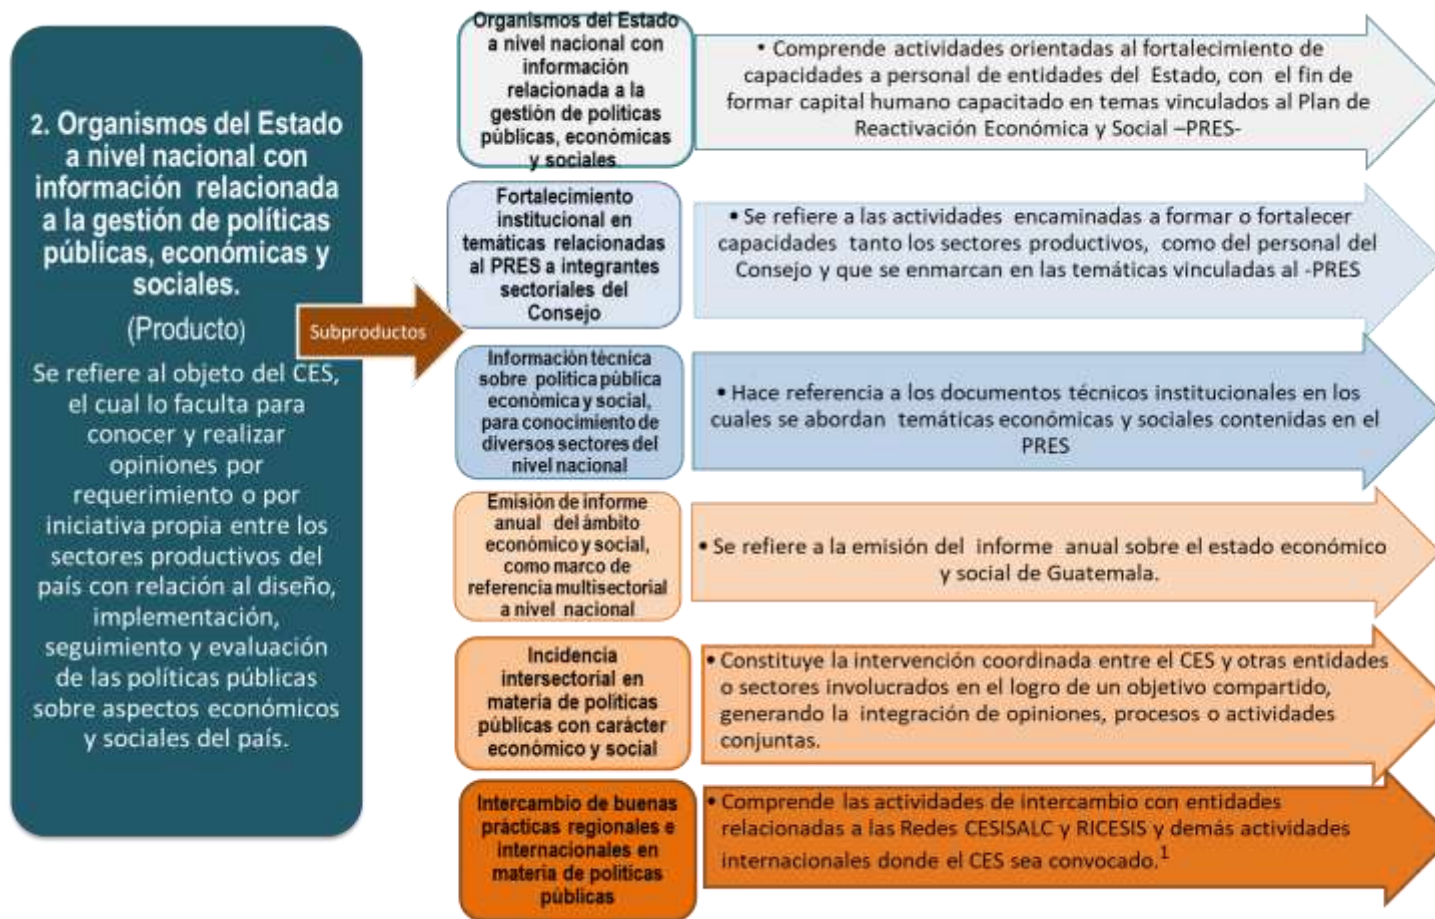 2. Organismos del Estado
a nivel nacional con
información relacionada
a la gestión de políticas
públicas, económicas y
sociales.
(Producto)
Se refiere al objeto del CES,
el cual lo faculta para
conocer y realizar
opiniones por
requerimiento o por
iniciativa propia entre los
sectores productivos del
país con relación al diseño,
implementación,
seguimiento y evaluación
de las políticas públicas
sobre aspectos económicos
y sociales del país.
Subproductos
Organismos del Estado
a nivel nacional con
información
relacionada a la
gestión de políticas
públicas, económicas
y sociales.
• Comprende actividades orientadas al fortalecimiento de
capacidades a personal de entidades del Estado, con el fin de
formar capital humano capacitado en temas vinculados al Plan de
Reactivación Económica y Social –PRES-
Fortalecimiento
institucional en
temáticas relacionadas
al PRES a integrantes
sectoriales del
Consejo
• Se refiere a las actividades encaminadas a formar o fortalecer
capacidades tanto los sectores productivos, como del personal del
Consejo y que se enmarcan en las temáticas vinculadas al -PRES
Información técnica
sobre política pública
económica y social,
para conocimiento de
diversos sectores del
nivel nacional
• Hace referencia a los documentos técnicos institucionales en los
cuales se abordan temáticas económicas y sociales contenidas en el
PRES
Emisión de informe
anual del ámbito
económico y social,
como marco de
referencia multisectorial
a nivel nacional
• Se refiere a la emisión del informe anual sobre el estado económico
y social de Guatemala.
Incidencia
intersectorial en
materia de políticas
públicas con carácter
económico y social
• Constituye la intervención coordinada entre el CES y otras entidades
o sectores involucrados en el logro de un objetivo compartido,
generando la integración de opiniones, procesos o actividades
conjuntas.
Intercambio de buenas
prácticas regionales e
internacionales en
materia de políticas
públicas
• Comprende las actividades de intercambio con entidades
relacionadas a las Redes CESISALC y RICESIS y demás actividades
internacionales donde el CES sea convocado.1